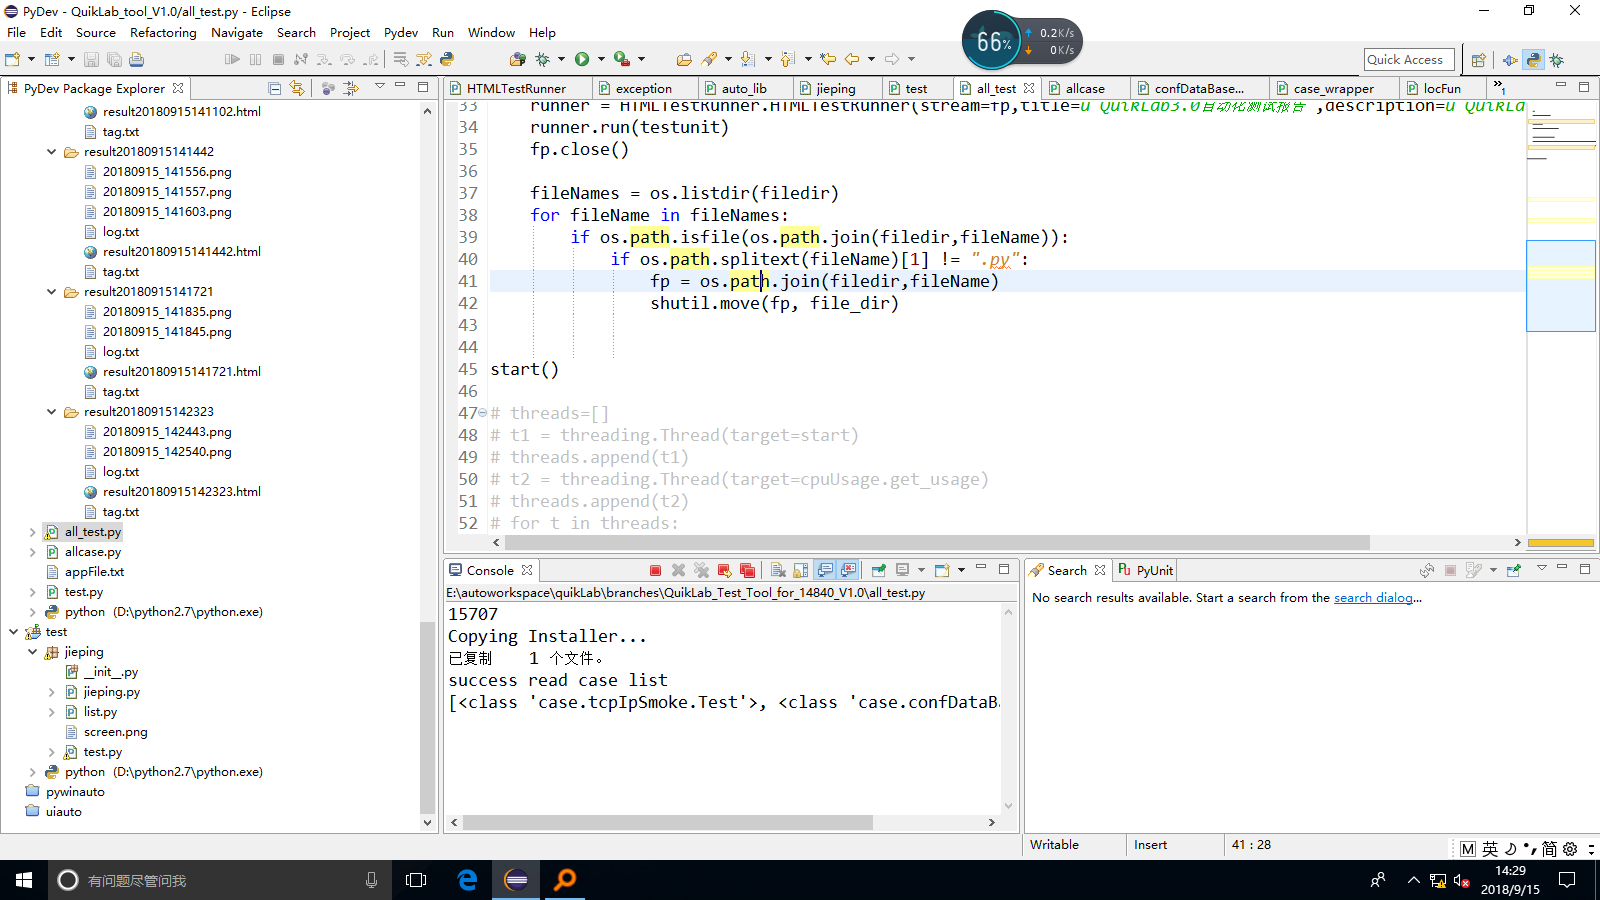 PyDev - QuikLab_tool_V1.0/all_test.py - Eclipse
File Edit Source Refactoring Navigate Search Project Pydev Run Window Help
66%
0.2K/s
0K/s
Quick Access
PyDev Package Explorer
result20180915141102.html
tag.txt
result20180915141442
20180915_141556.png
20180915_141557.png
20180915_141603.png
log.txt
result20180915141442.html
tag.txt
result20180915141721
20180915_141835.png
20180915_141845.png
log.txt
result20180915141721.html
tag.txt
result20180915142323
20180915_142443.png
20180915_142540.png
log.txt
result20180915142323.html
tag.txt
all_test.py
allcase.py
appFile.txt
test.py
python (D:\python2.7\python.exe)
test
jieping
__init__.py
jieping.py
list.py
screen.png
test.py
python (D:\python2.7\python.exe)
pywinauto
uiauto
HTMLTestRunner exception auto_lib jieping test all_test allcase confDataBase... case_wrapper locFun »1
33 runner = HTMLTestRunner.HTMLTestRunner(stream=fp,title=u'QuikLab3.0自动化测试报告',description=u'QuikLa
34 runner.run(testunit)
35 fp.close()
36
37 fileNames = os.listdir(filedir)
38 for fileName in fileNames:
39 if os.path.isfile(os.path.join(filedir,fileName)):
40 if os.path.splitext(fileName)[1] != ".py":
41 fp = os.path.join(filedir,fileName)
42 shutil.move(fp, file_dir)
43
44
45 start()
46
47 # threads=[]
48 # t1 = threading.Thread(target=start)
49 # threads.append(t1)
50 # t2 = threading.Thread(target=cpuUsage.get_usage)
51 # threads.append(t2)
52 # for t in threads:
Console
E:\autoworkspace\quikLab\branches\QuikLab_Test_Tool_for_14840_V1.0\all_test.py
15707
Copying Installer...
已复制 1 个文件。
success read case list
[<class 'case.tcpIpSmoke.Test'>, <class 'case.confDataBa
Search PyUnit
No search results available. Start a search from the search dialog...
Writable Insert 41 : 28
M 英 简
有问题尽管问我
14:29
2018/9/15